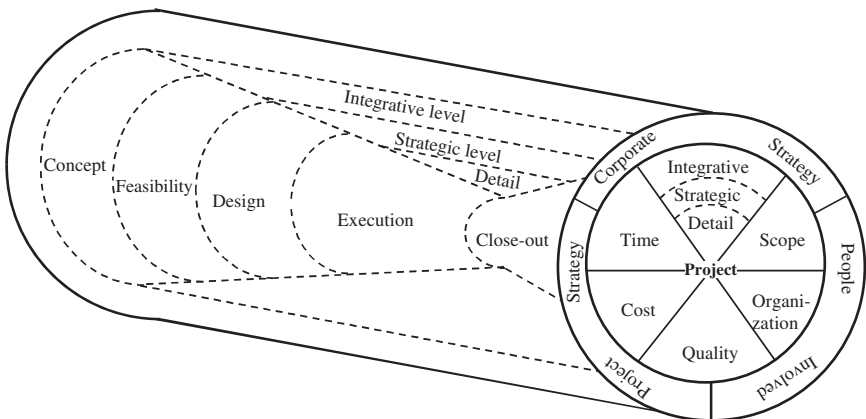 Integrative level
Strategic level
Detail
Concept
Feasibility
Design
Execution
Close-out
Corporate
Strategy
People
Involved
Project
Strategy
Integrative
Strategic
Detail
Time
Scope
Project
Cost
Organi-
zation
Quality